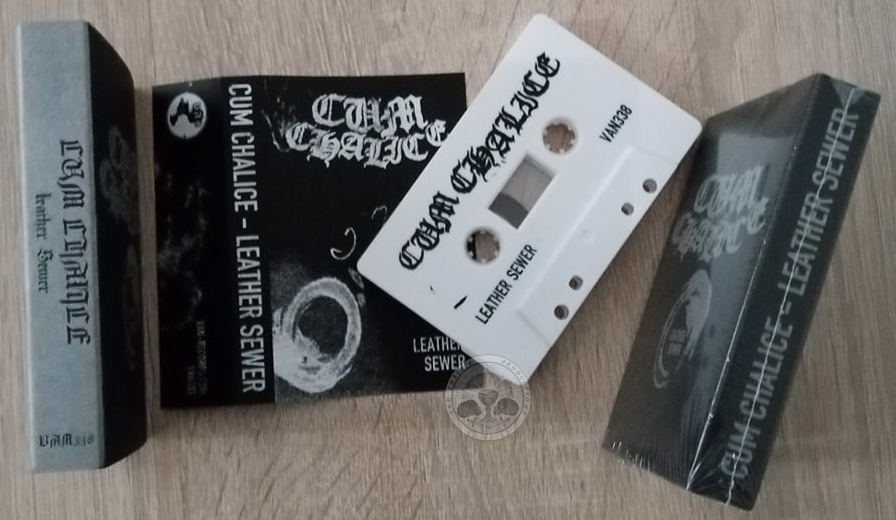 CUM CHALICE
Leather Sewer
VAN338
CUM CHALICE - LEATHER SEWER
CUM
CHALICE
LEATHER
SEWER
CUM CHALICE
VAN338
LEATHER SEWER
CUM
CHALICE
CUM CHALICE - LEATHER SEWER